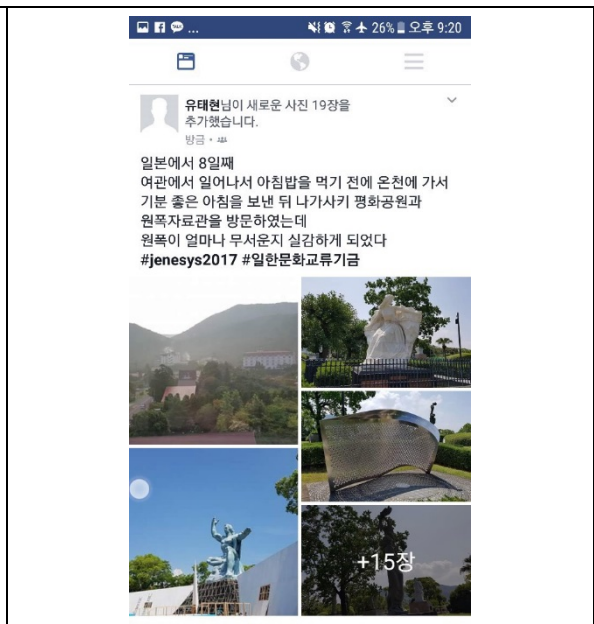 ... 26% 오후 9:20
유태현님이 새로운 사진 19장을
추가했습니다.
방금 ·
일본에서 8일째
여관에서 일어나서 아침밥을 먹기 전에 온천에 가서
기분 좋은 아침을 보낸 뒤 나가사키 평화공원과
원폭자료관을 방문하였는데
원폭이 얼마나 무서운지 실감하게 되었다
#jenesys2017 #일한문화교류기금
+15장